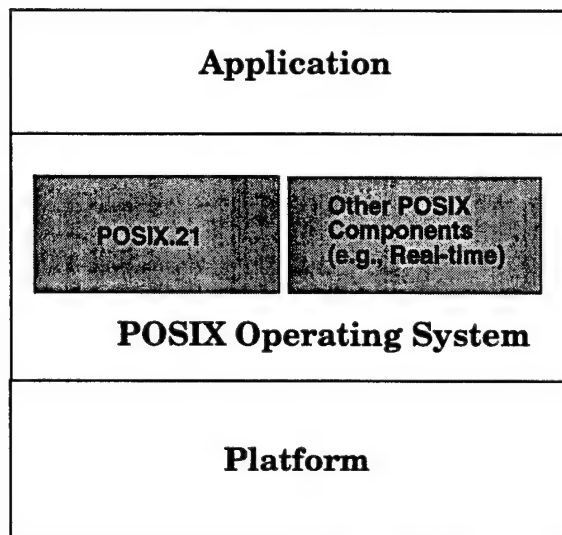 Application
POSIX.21
Other POSIX
Components
(e.g., Real-time)
POSIX Operating System
Platform